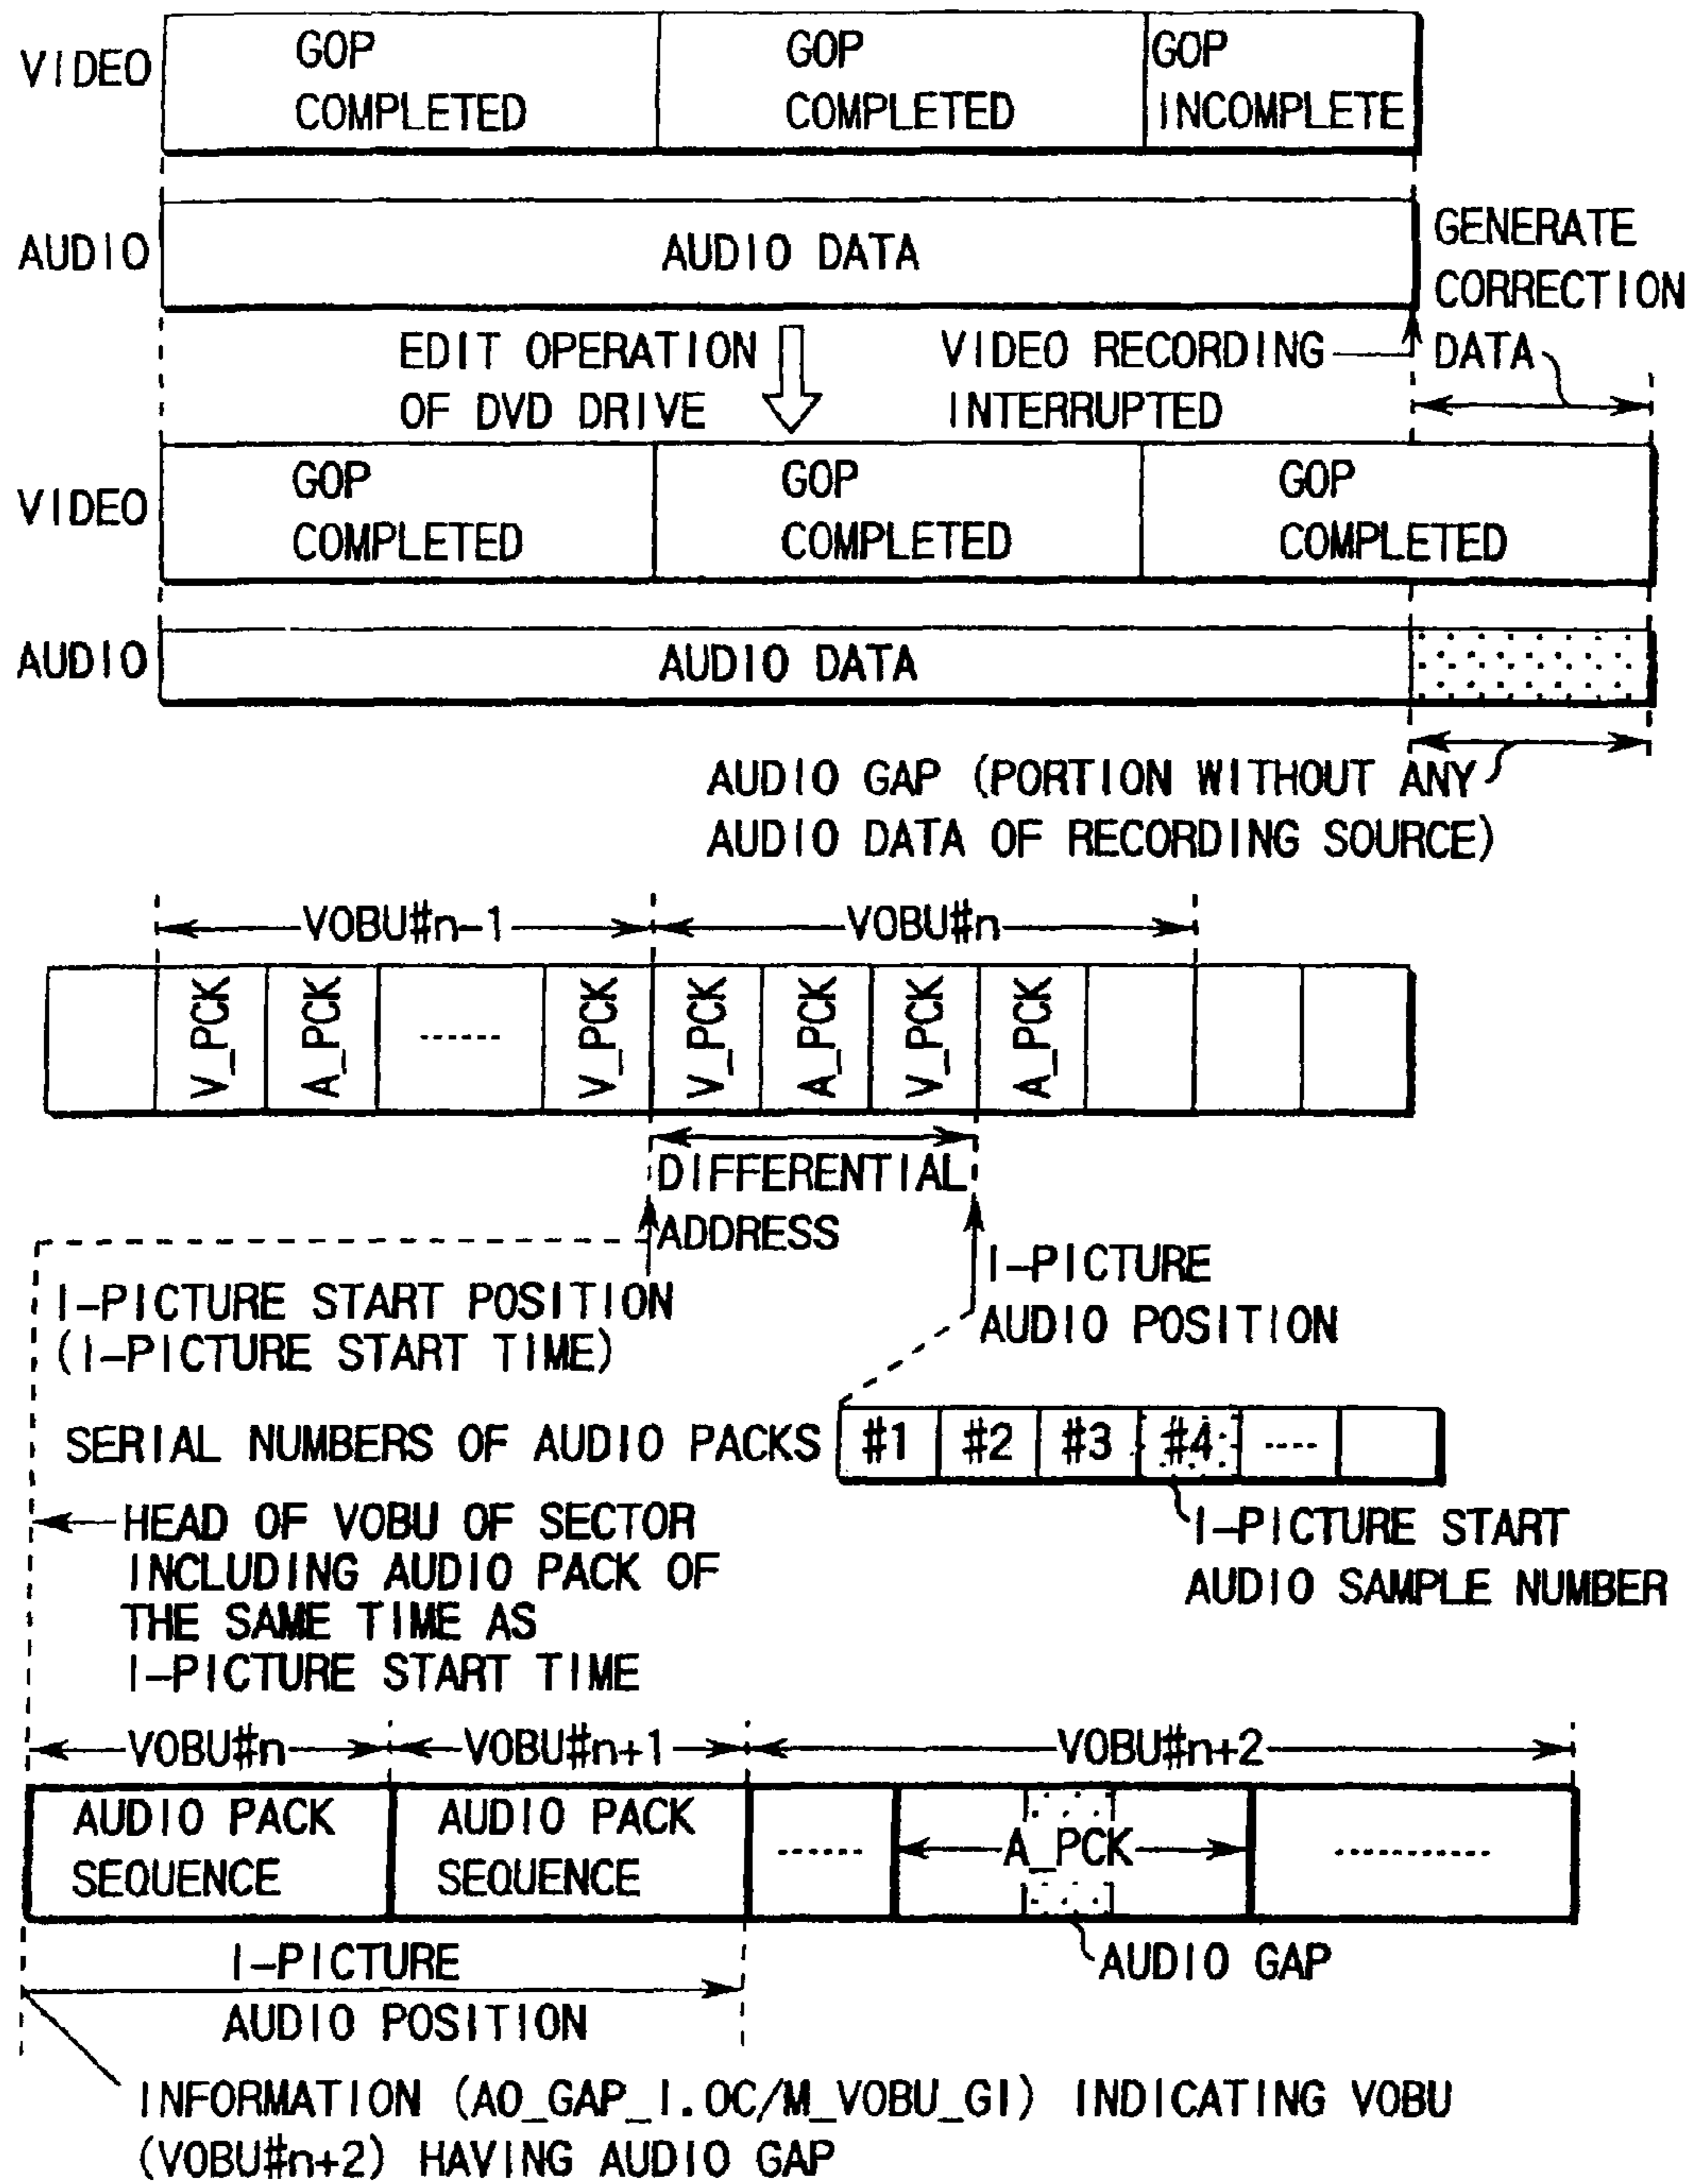 VIDEO
GOP
COMPLETED
GOP
COMPLETED
GOP
INCOMPLETE
AUDIO
AUDIO DATA
GENERATE
CORRECTION
DATA
EDIT OPERATION
OF DVD DRIVE
VIDEO RECORDING
INTERRUPTED
VIDEO
GOP
COMPLETED
GOP
COMPLETED
GOP
COMPLETED
AUDIO
AUDIO DATA
AUDIO GAP (PORTION WITHOUT ANY
AUDIO DATA OF RECORDING SOURCE)
VOBU#n-1
VOBU#n
V_PCK
A_PCK
........
V_PCK
V_PCK
A_PCK
V_PCK
A_PCK
DIFFERENTIAL
ADDRESS
I-PICTURE START POSITION
(I-PICTURE START TIME)
I-PICTURE
AUDIO POSITION
SERIAL NUMBERS OF AUDIO PACKS
#1 #2 #3 #4 ....
I-PICTURE START
AUDIO SAMPLE NUMBER
HEAD OF VOBU OF SECTOR
INCLUDING AUDIO PACK OF
THE SAME TIME AS
I-PICTURE START TIME
VOBU#n
VOBU#n+1
VOBU#n+2
AUDIO PACK
SEQUENCE
AUDIO PACK
SEQUENCE
........
A_PCK
............
AUDIO GAP
I-PICTURE
AUDIO POSITION
INFORMATION (A0_GAP_I.OC/M_VOBU_GI) INDICATING VOBU
(VOBU#n+2) HAVING AUDIO GAP